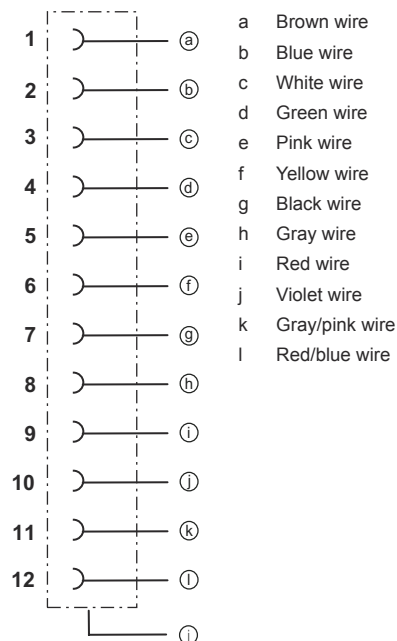 1 ⓐ
2 ⓑ
3 ⓒ
4 ⓓ
5 ⓔ
6 ⓕ
7 ⓖ
8 ⓗ
9 ⓘ
10 ⓙ
11 ⓚ
12 ⓛ
a Brown wire
b Blue wire
c White wire
d Green wire
e Pink wire
f Yellow wire
g Black wire
h Gray wire
i Red wire
j Violet wire
k Gray/pink wire
l Red/blue wire